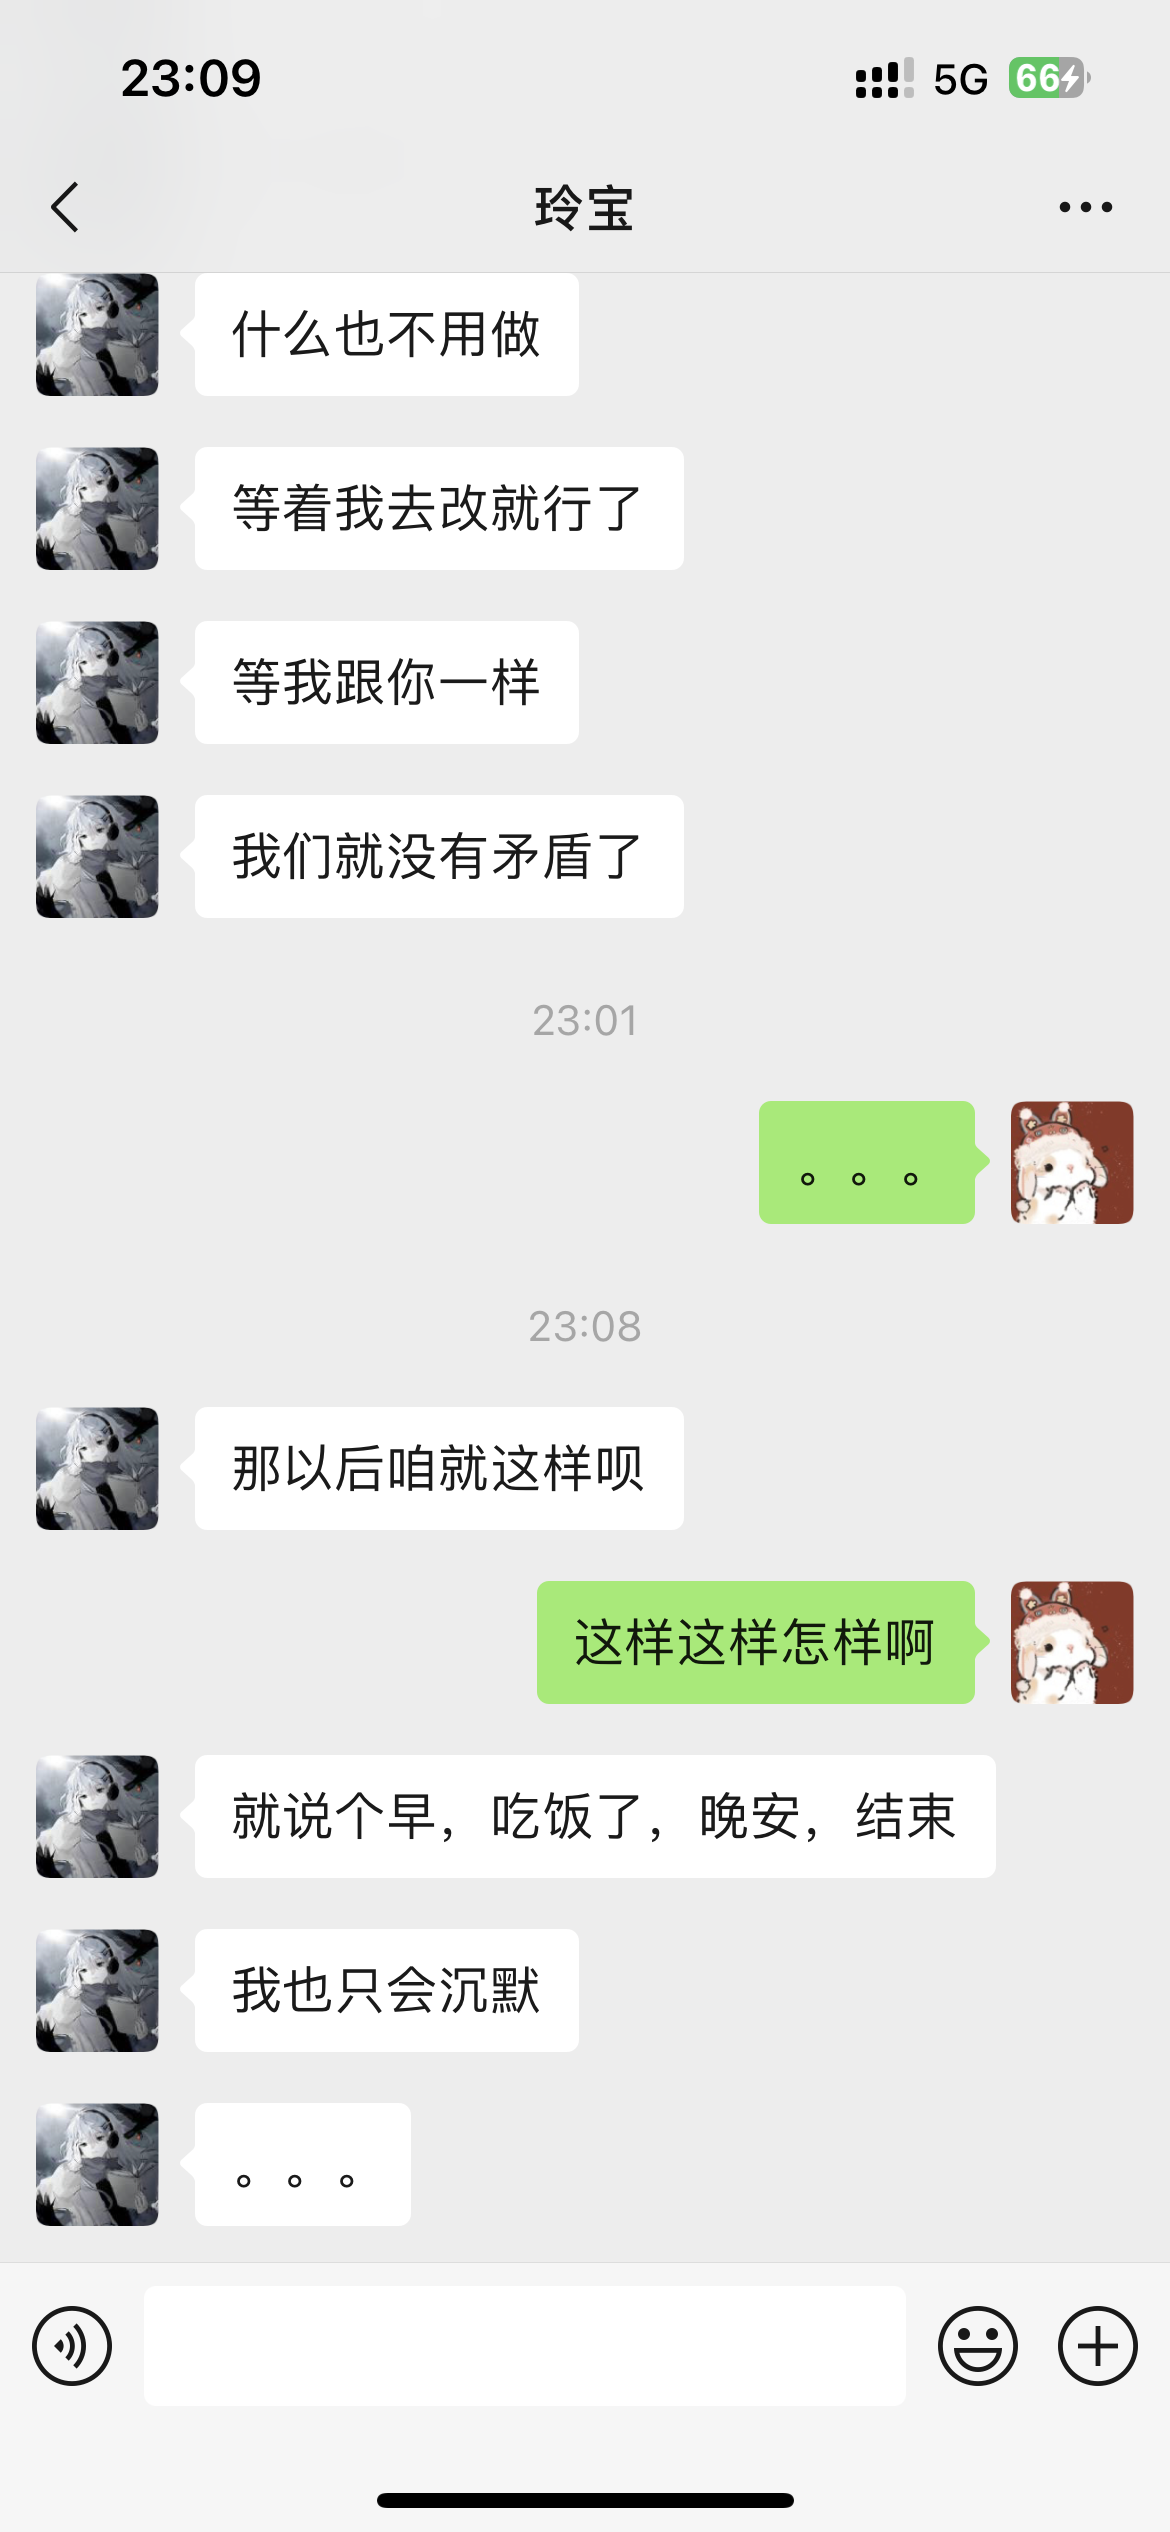 23:09
5G
66
玲宝
什么也不用做
等着我去改就行了
等我跟你一样
我们就没有矛盾了
23:01
。。。
23:08
那以后咱就这样呗
这样这样怎样啊
就说个早，吃饭了，晚安，结束
我也只会沉默
。。。